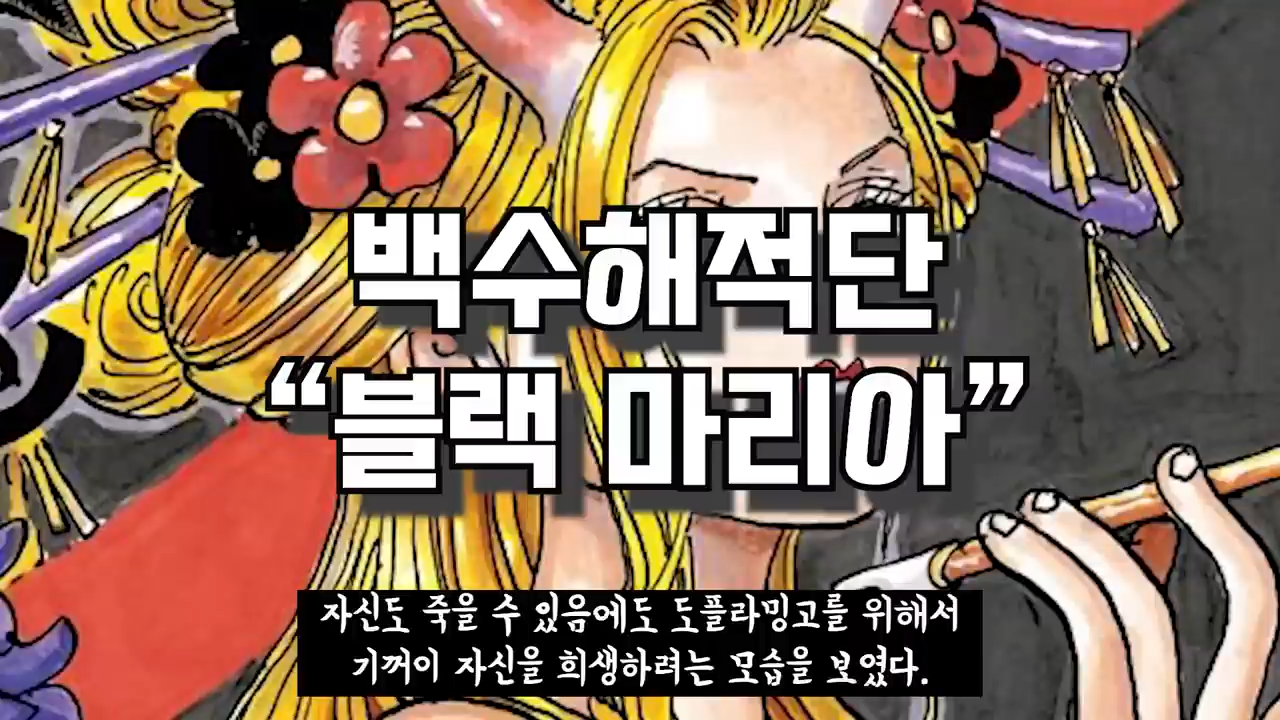 백수해적단
“블랙 마리아”
자신도 죽을 수 있음에도 도플라밍고를 위해서
기꺼이 자신을 희생하려는 모습을 보였다.